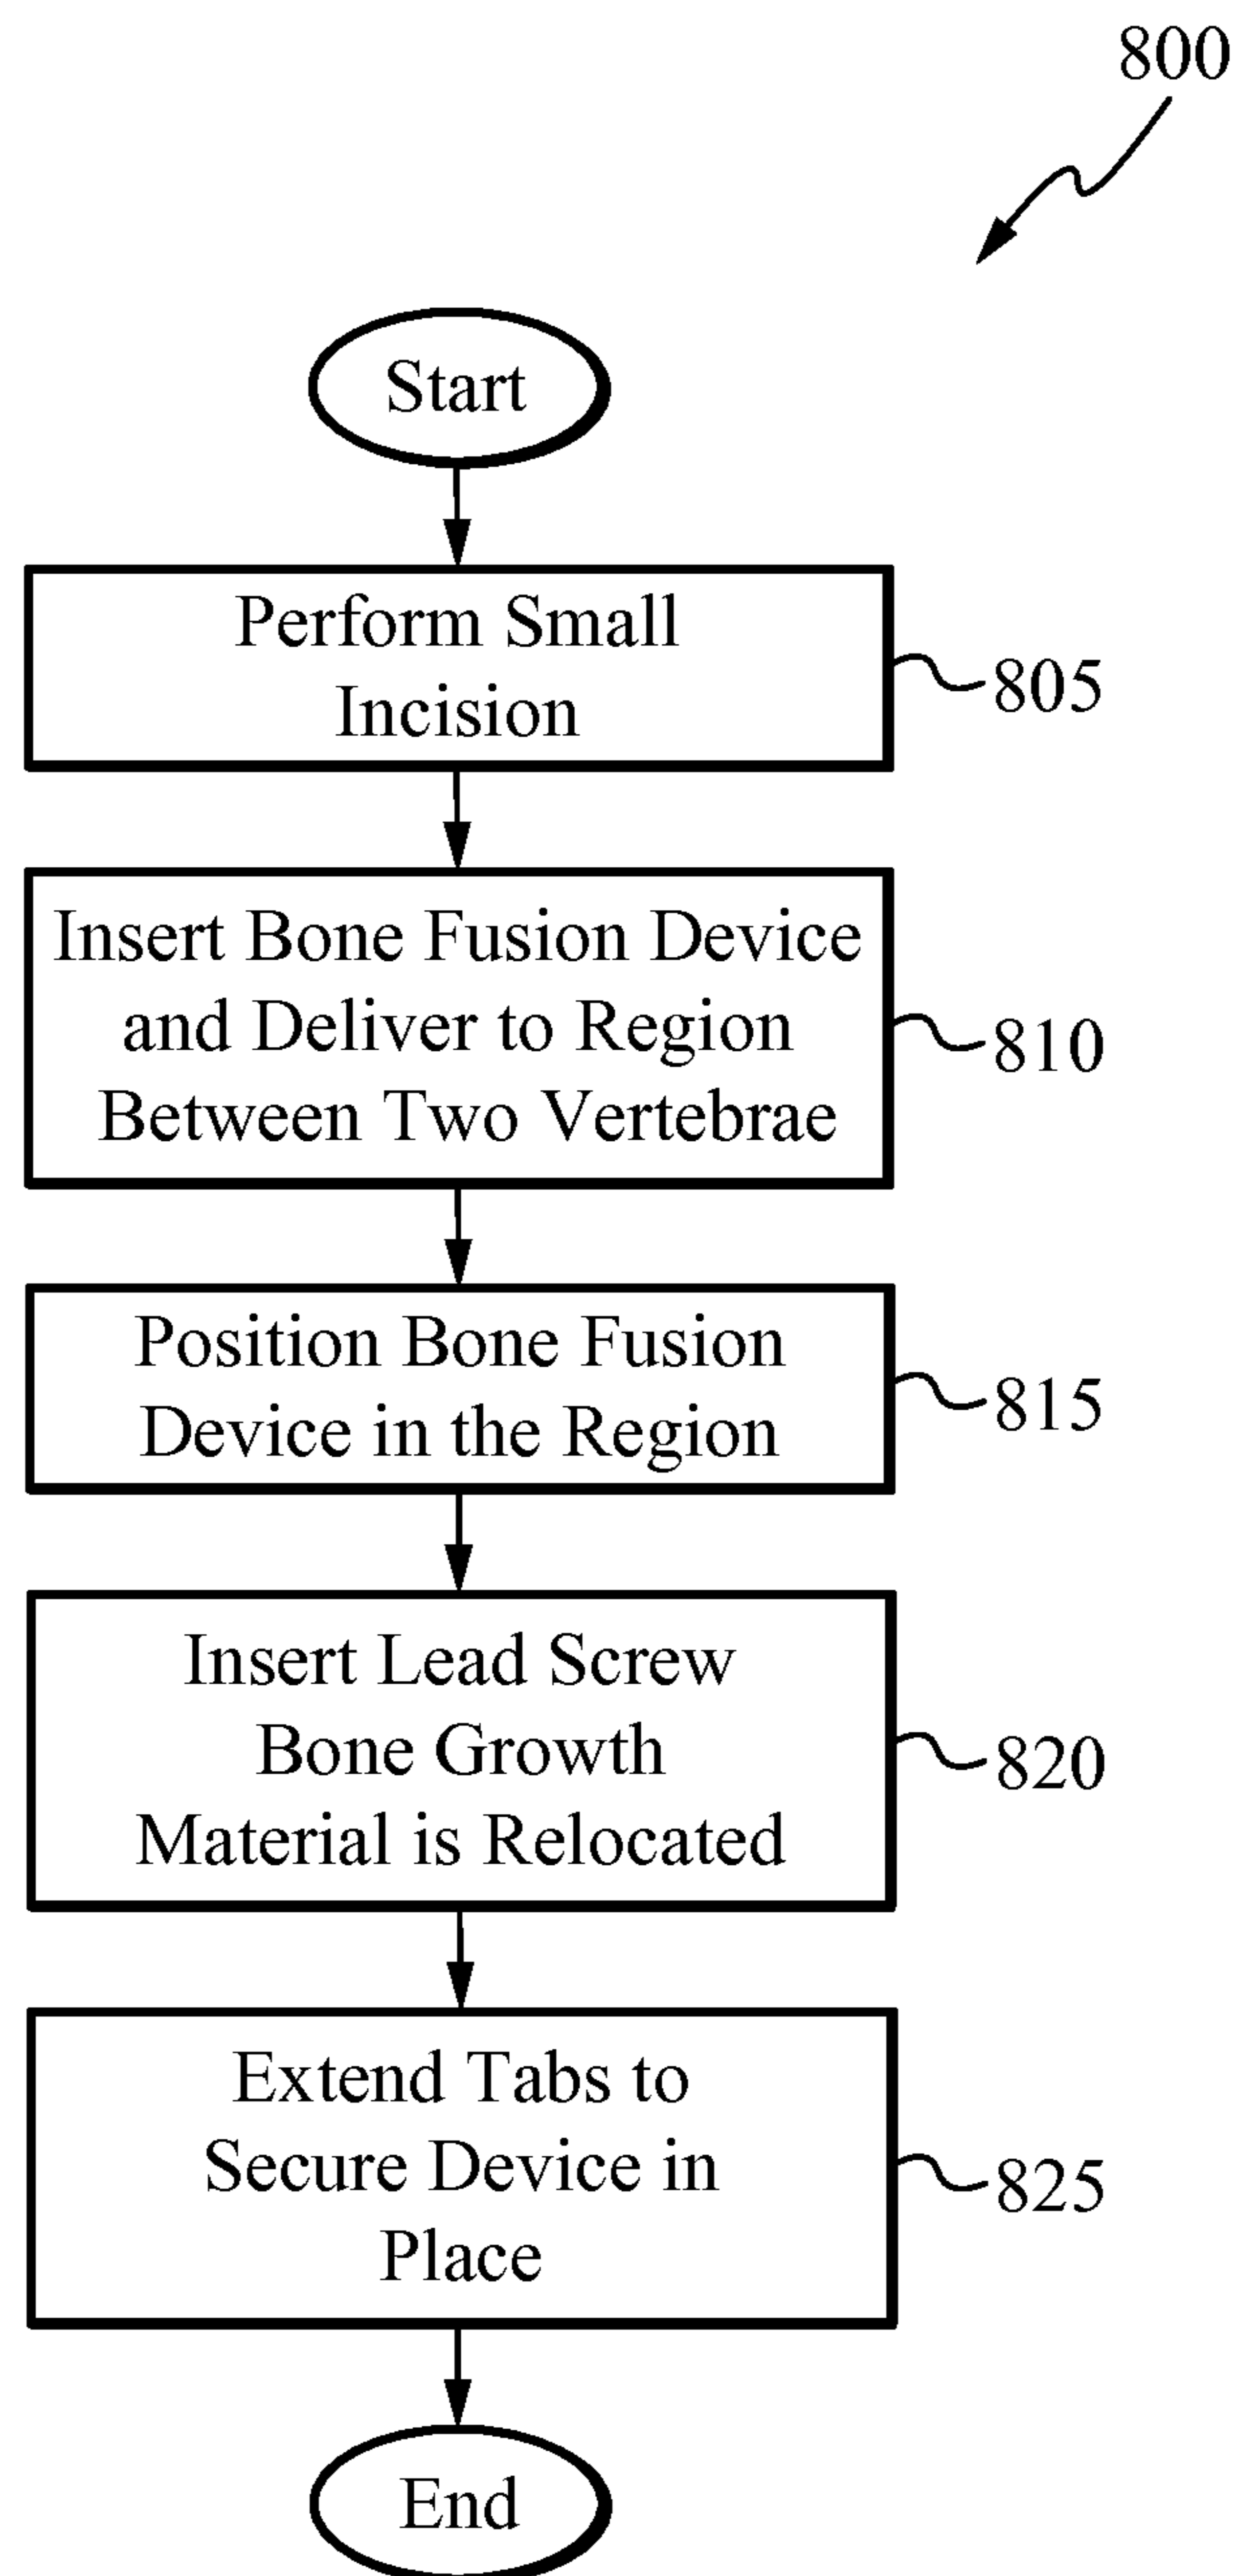 800
Start
Perform Small
Incision
805
Insert Bone Fusion Device
and Deliver to Region
Between Two Vertebrae
810
Position Bone Fusion
Device in the Region
815
Insert Lead Screw
Bone Growth
Material is Relocated
820
Extend Tabs to
Secure Device in
Place
825
End